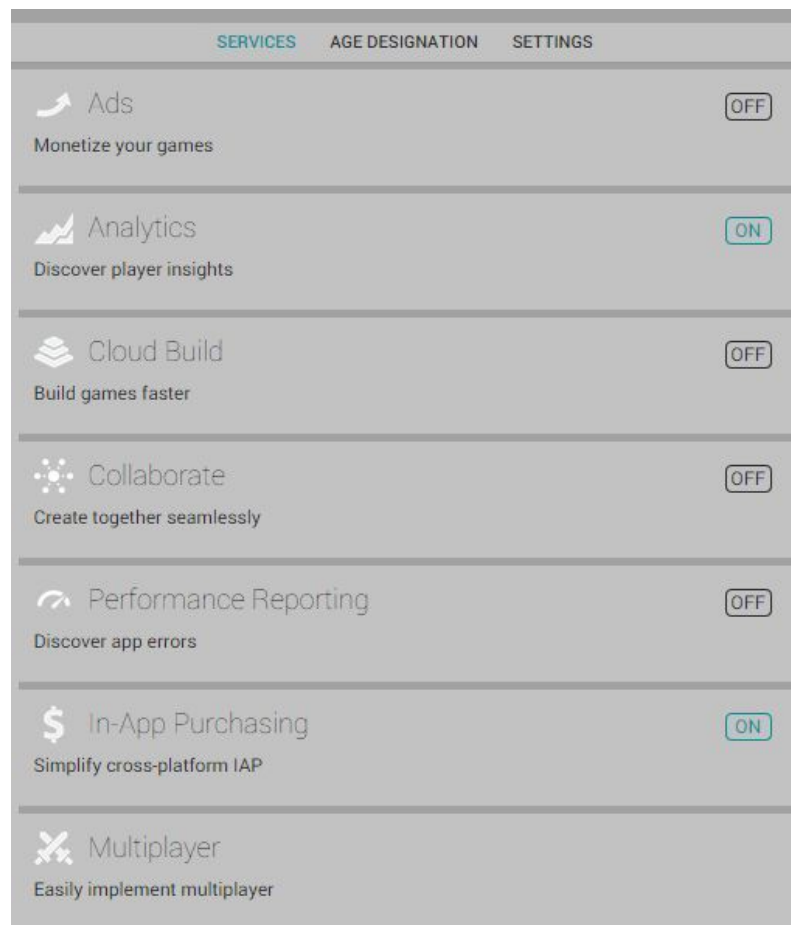 SERVICES AGE DESIGNATION SETTINGS
Ads OFF
Monetize your games
Analytics ON
Discover player insights
Cloud Build OFF
Build games faster
Collaborate OFF
Create together seamlessly
Performance Reporting OFF
Discover app errors
In-App Purchasing ON
Simplify cross-platform IAP
Multiplayer
Easily implement multiplayer